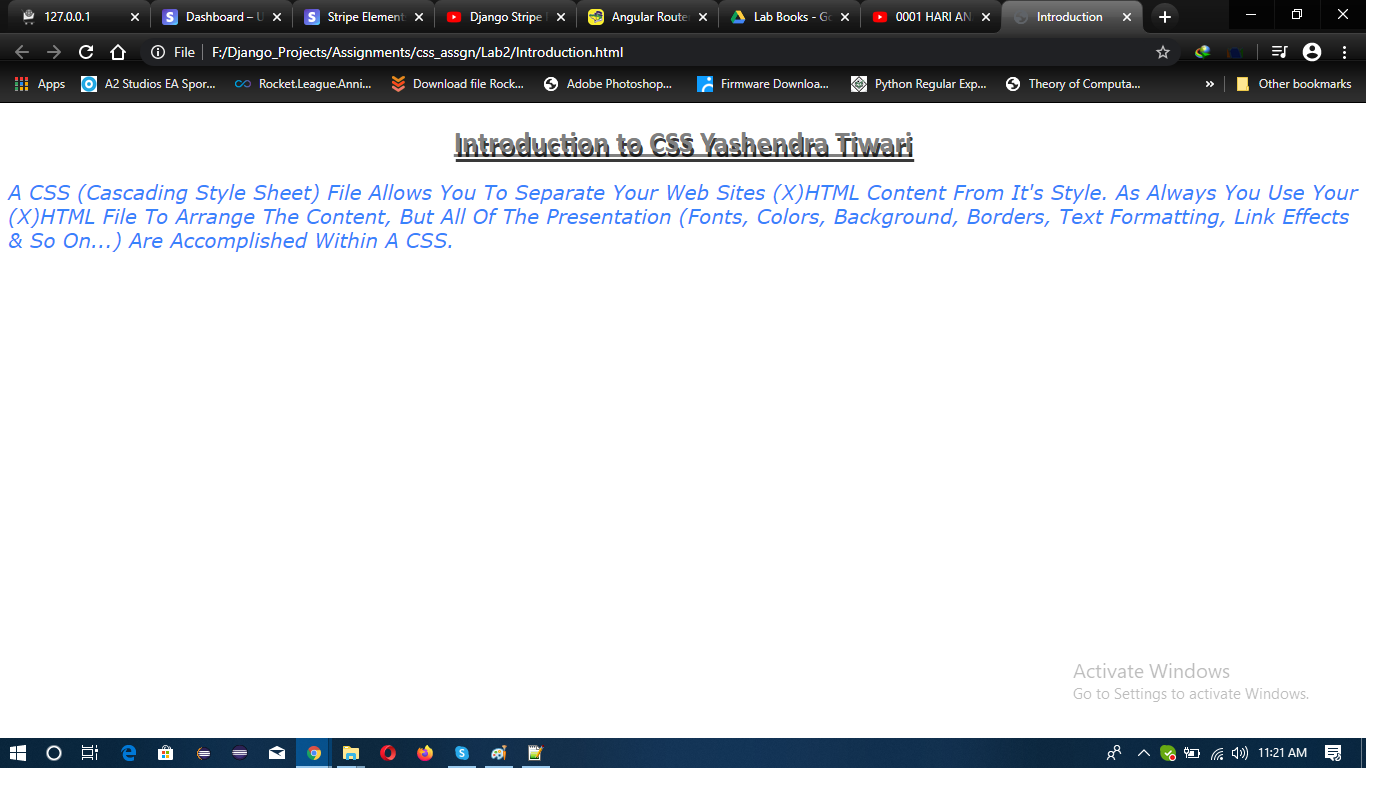 127.0.0.1
Dashboard – U
Stripe Element
Django Stripe
Angular Route
Lab Books - Go
0001 HARI AN
Introduction
File F:/Django_Projects/Assignments/css_assgn/Lab2/Introduction.html
Apps
A2 Studios EA Spor...
Rocket.League.Anni...
Download file Rock...
Adobe Photoshop...
Firmware Downloa...
Python Regular Exp...
Theory of Computa...
»
Other bookmarks
Introduction to CSS Yashendra Tiwari
A CSS (Cascading Style Sheet) File Allows You To Separate Your Web Sites (X)HTML Content From It's Style. As Always You Use Your
(X)HTML File To Arrange The Content, But All Of The Presentation (Fonts, Colors, Background, Borders, Text Formatting, Link Effects
& So On...) Are Accomplished Within A CSS.
Activate Windows
Go to Settings to activate Windows.
11:21 AM